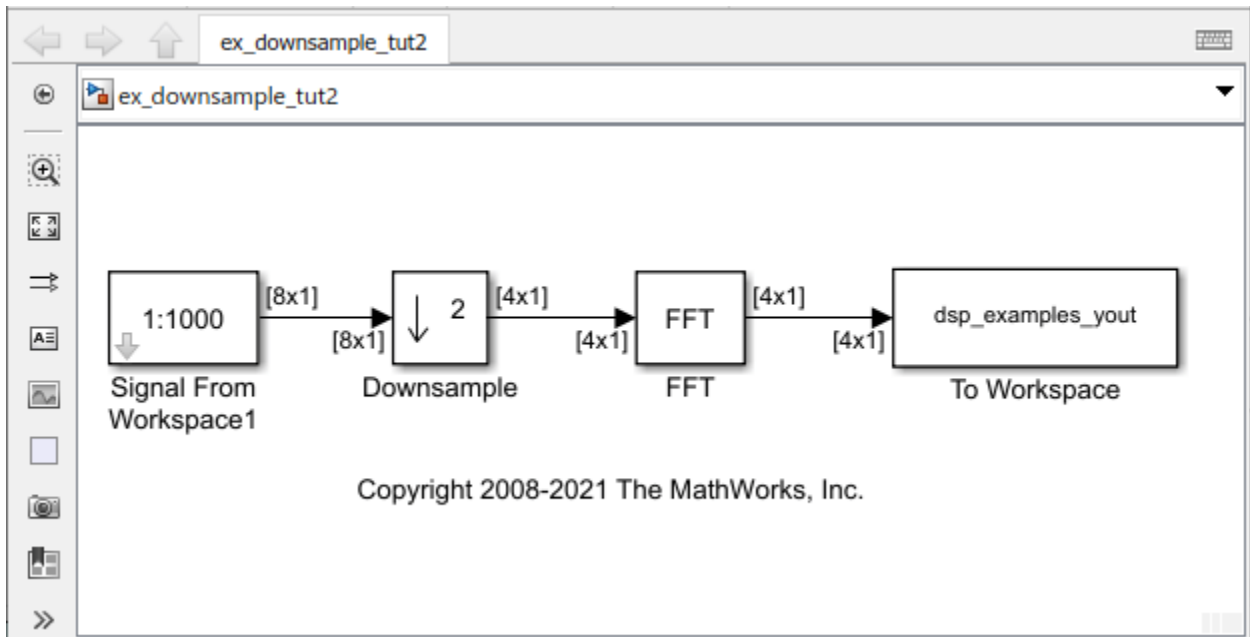 ex_downsample_tut2
ex_downsample_tut2
1:1000
[8x1]
[8x1]
2
[4x1]
[4x1]
FFT
[4x1]
[4x1]
dsp_examples_yout
Signal From
Workspace1
Downsample
FFT
To Workspace
Copyright 2008-2021 The MathWorks, Inc.
A